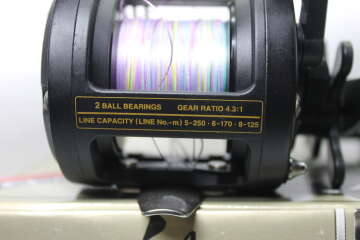 2 BALL BEARINGS GEAR RATIO 4.3:1
LINE CAPACITY (LINE No.-m) 5-250·6-170·8-125